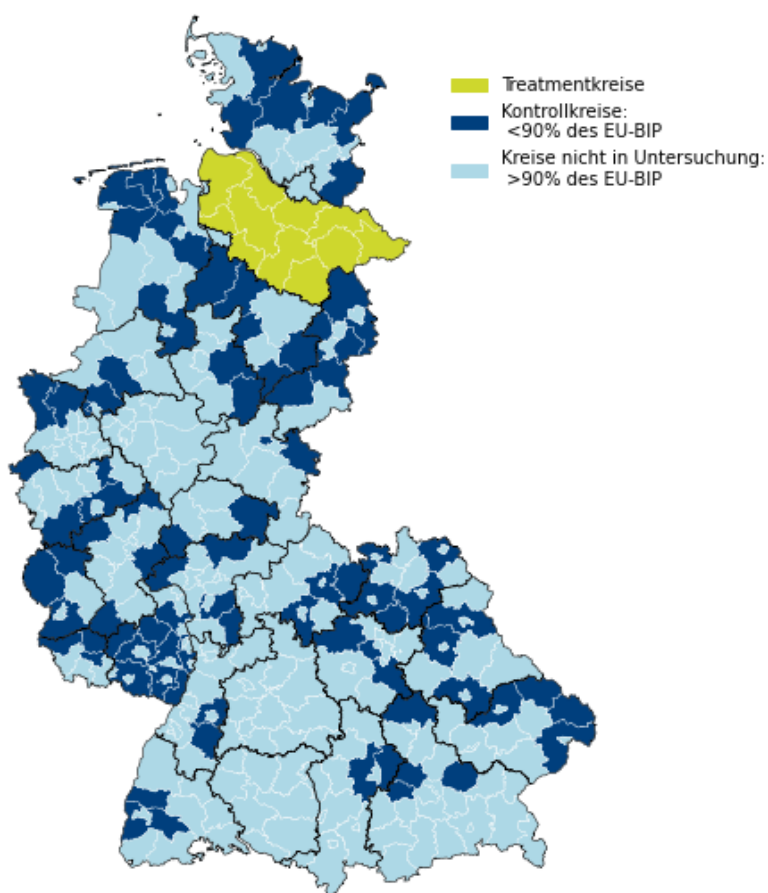 Treatmentkreise
Kontrollkreise:
<90% des EU-BIP
Kreise nicht in Untersuchung:
>90% des EU-BIP